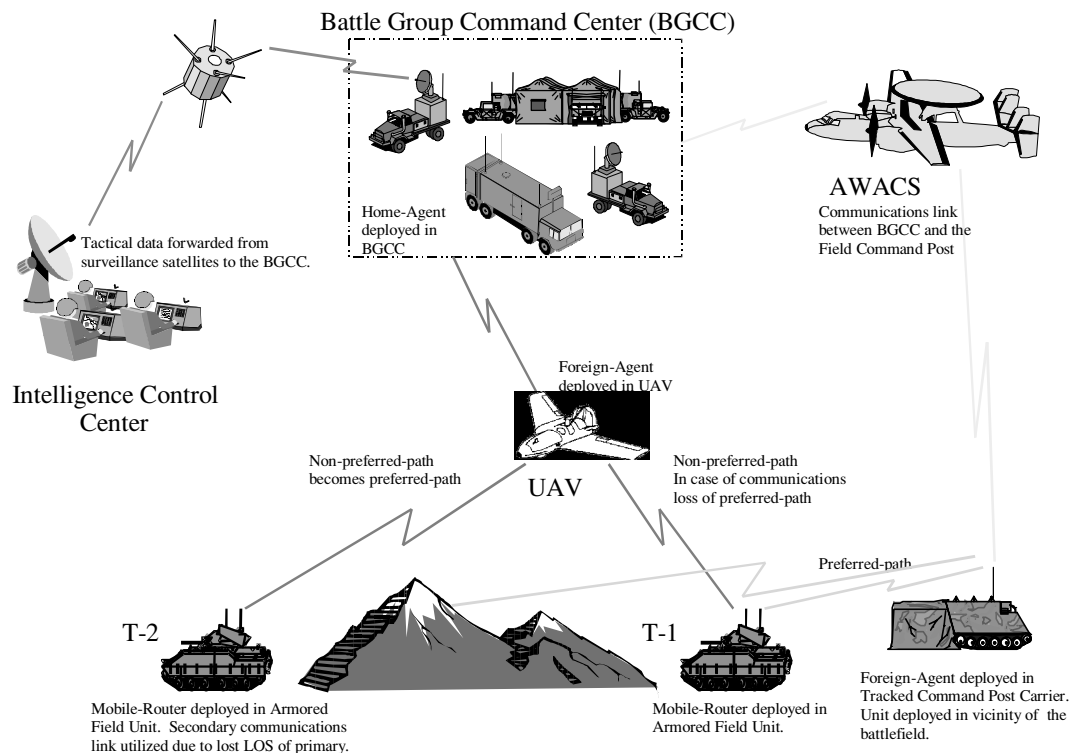 Battle Group Command Center (BGCC)
Home-Agent
deployed in
BGCC
AWACS
Communications link
between BGCC and the
Field Command Post
Tactical data forwarded from
surveillance satellites to the BGCC.
Intelligence Control
Center
Foreign-Agent
deployed in UAV
UAV
Non-preferred-path
becomes preferred-path
Non-preferred-path
In case of communications
loss of preferred-path
Preferred-path
T-2
T-1
Mobile-Router deployed in Armored
Field Unit. Secondary communications
link utilized due to lost LOS of primary.
Mobile-Router deployed in
Armored Field Unit.
Foreign-Agent deployed in
Tracked Command Post Carrier.
Unit deployed in vicinity of the
battlefield.